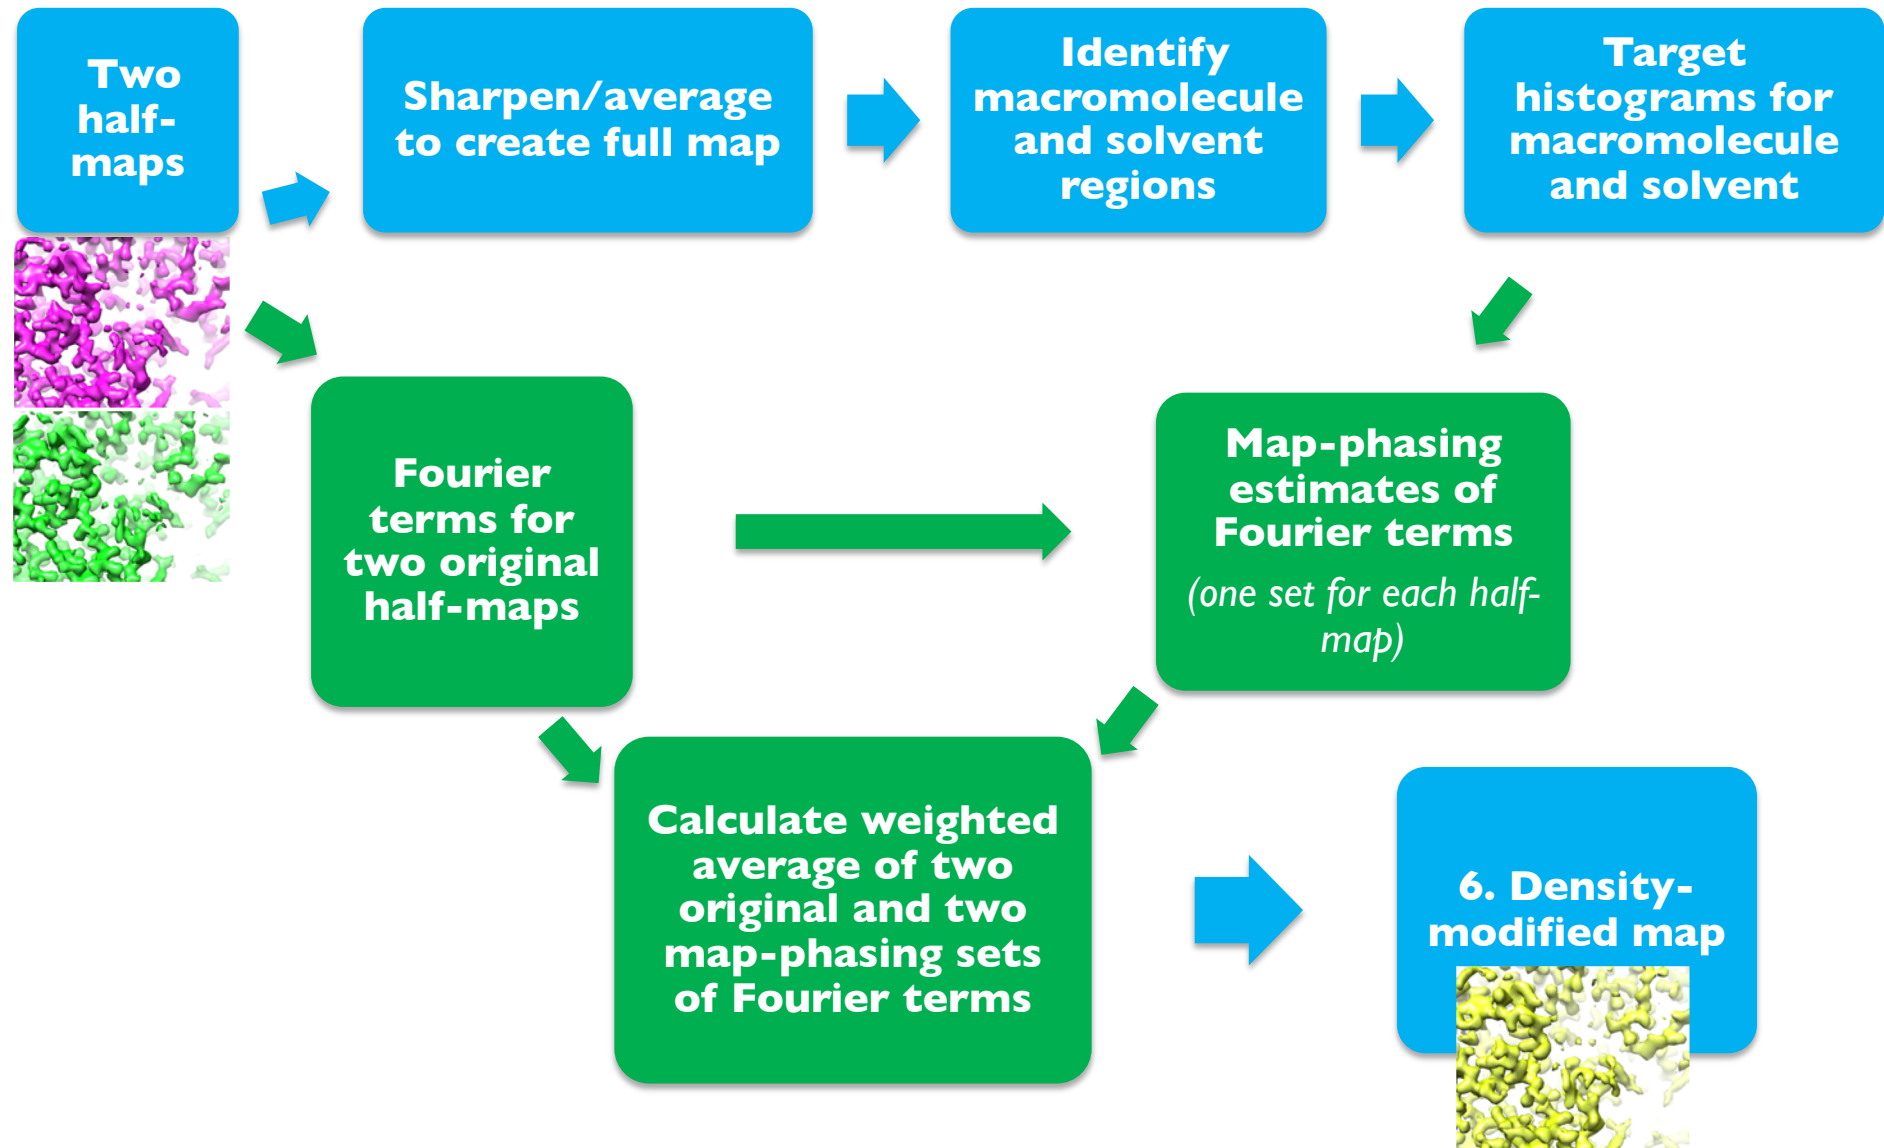 Two
half-
maps
Sharpen/average
to create full map
Identify
macromolecule
and solvent
regions
Target
histograms for
macromolecule
and solvent
Fourier
terms for
two original
half-maps
Map-phasing
estimates of
Fourier terms
(one set for each half-
map)
Calculate weighted
average of two
original and two
map-phasing sets
of Fourier terms
6. Density-
modified map